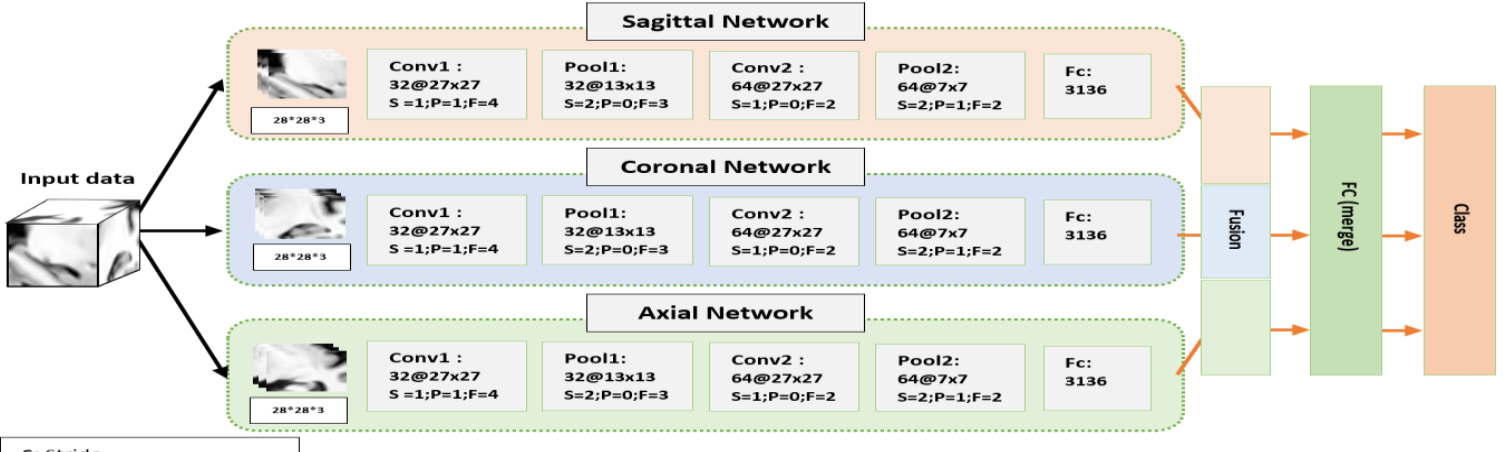 Sagittal Network
Conv1 :
32@27x27
S =1;P=1;F=4
Pool1:
32@13x13
S=2;P=0;F=3
Conv2 :
64@27x27
S=1;P=0;F=2
Pool2:
64@7x7
S=2;P=1;F=2
Fc:
3136
28*28*3
Input data
Coronal Network
Conv1 :
32@27x27
S =1;P=1;F=4
Pool1:
32@13x13
S=2;P=0;F=3
Conv2 :
64@27x27
S=1;P=0;F=2
Pool2:
64@7x7
S=2;P=1;F=2
Fc:
3136
28*28*3
Axial Network
Conv1 :
32@27x27
S =1;P=1;F=4
Pool1:
32@13x13
S=2;P=0;F=3
Conv2 :
64@27x27
S=1;P=0;F=2
Pool2:
64@7x7
S=2;P=1;F=2
Fc:
3136
28*28*3
Fusion
FC (merge)
Class